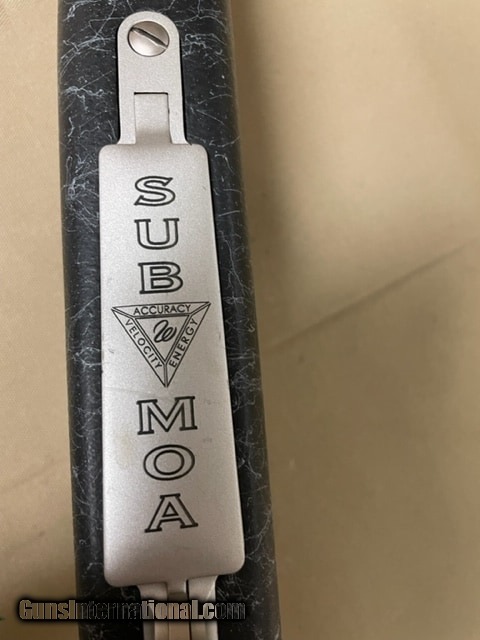 SUB
ACCURACY
VELOCITY
ENERGY
W
MOA
GunsInternational.com